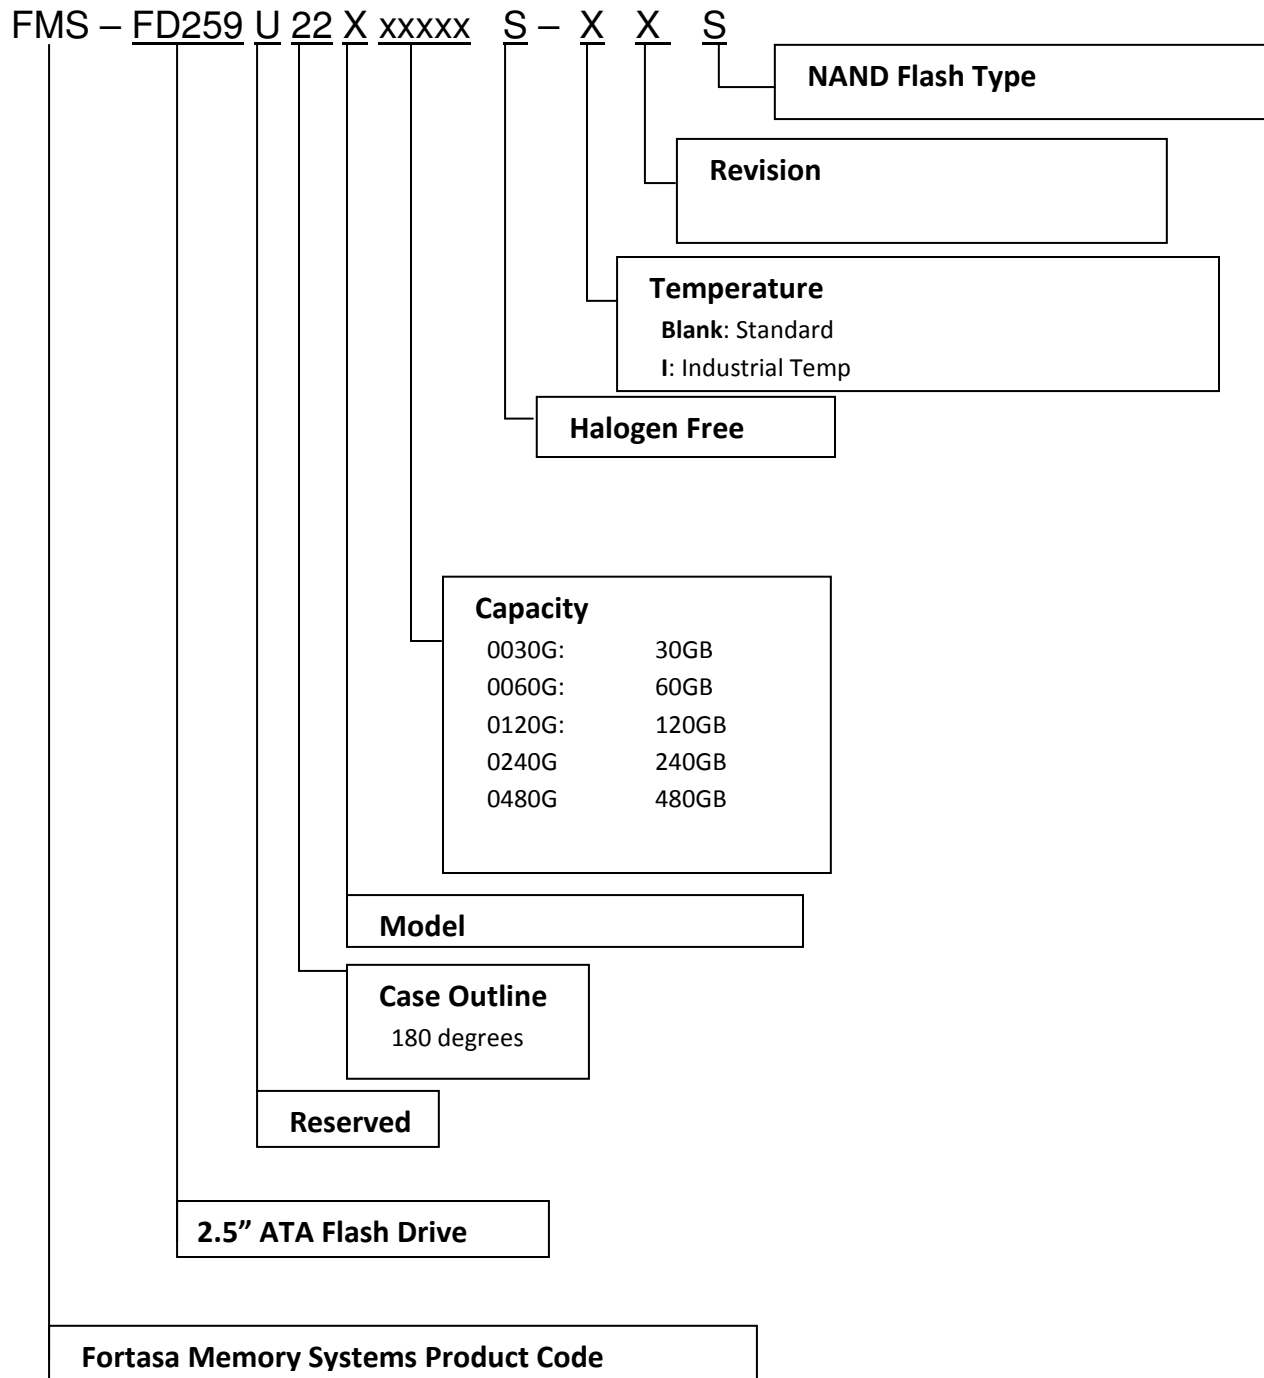 FMS – FD259 U 22 X xxxxx S – X X S
NAND Flash Type
Revision
Temperature
Blank: Standard
I: Industrial Temp
Halogen Free
Capacity
0030G: 30GB
0060G: 60GB
0120G: 120GB
0240G 240GB
0480G 480GB
Model
Case Outline
180 degrees
Reserved
2.5” ATA Flash Drive
Fortasa Memory Systems Product Code